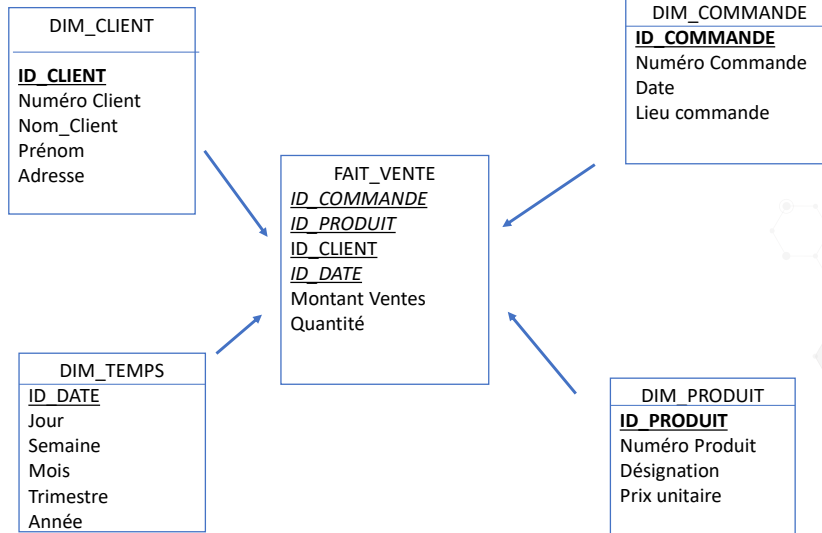 DIM_CLIENT
ID_CLIENT
Numéro Client
Nom_Client
Prénom
Adresse
DIM_COMMANDE
ID_COMMANDE
Numéro Commande
Date
Lieu commande
FAIT_VENTE
ID_COMMANDE
ID_PRODUIT
ID_CLIENT
ID_DATE
Montant Ventes
Quantité
DIM_TEMPS
ID_DATE
Jour
Semaine
Mois
Trimestre
Année
DIM_PRODUIT
ID_PRODUIT
Numéro Produit
Désignation
Prix unitaire